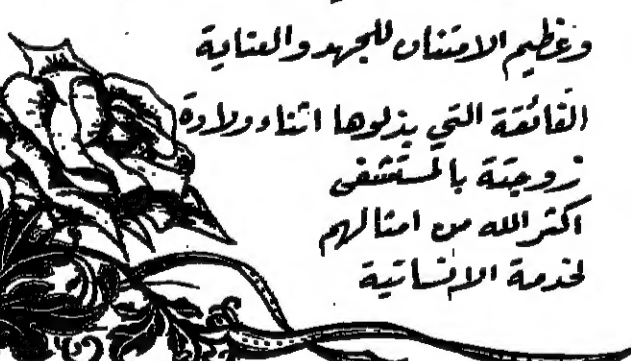 وعظيم الامتنان للجهد والعناية
الفائقة التي بذلوها اثناء ولادة
زوجتة بالمستشفى
اكثر الله من امثالهم
لخدمة الانسانية